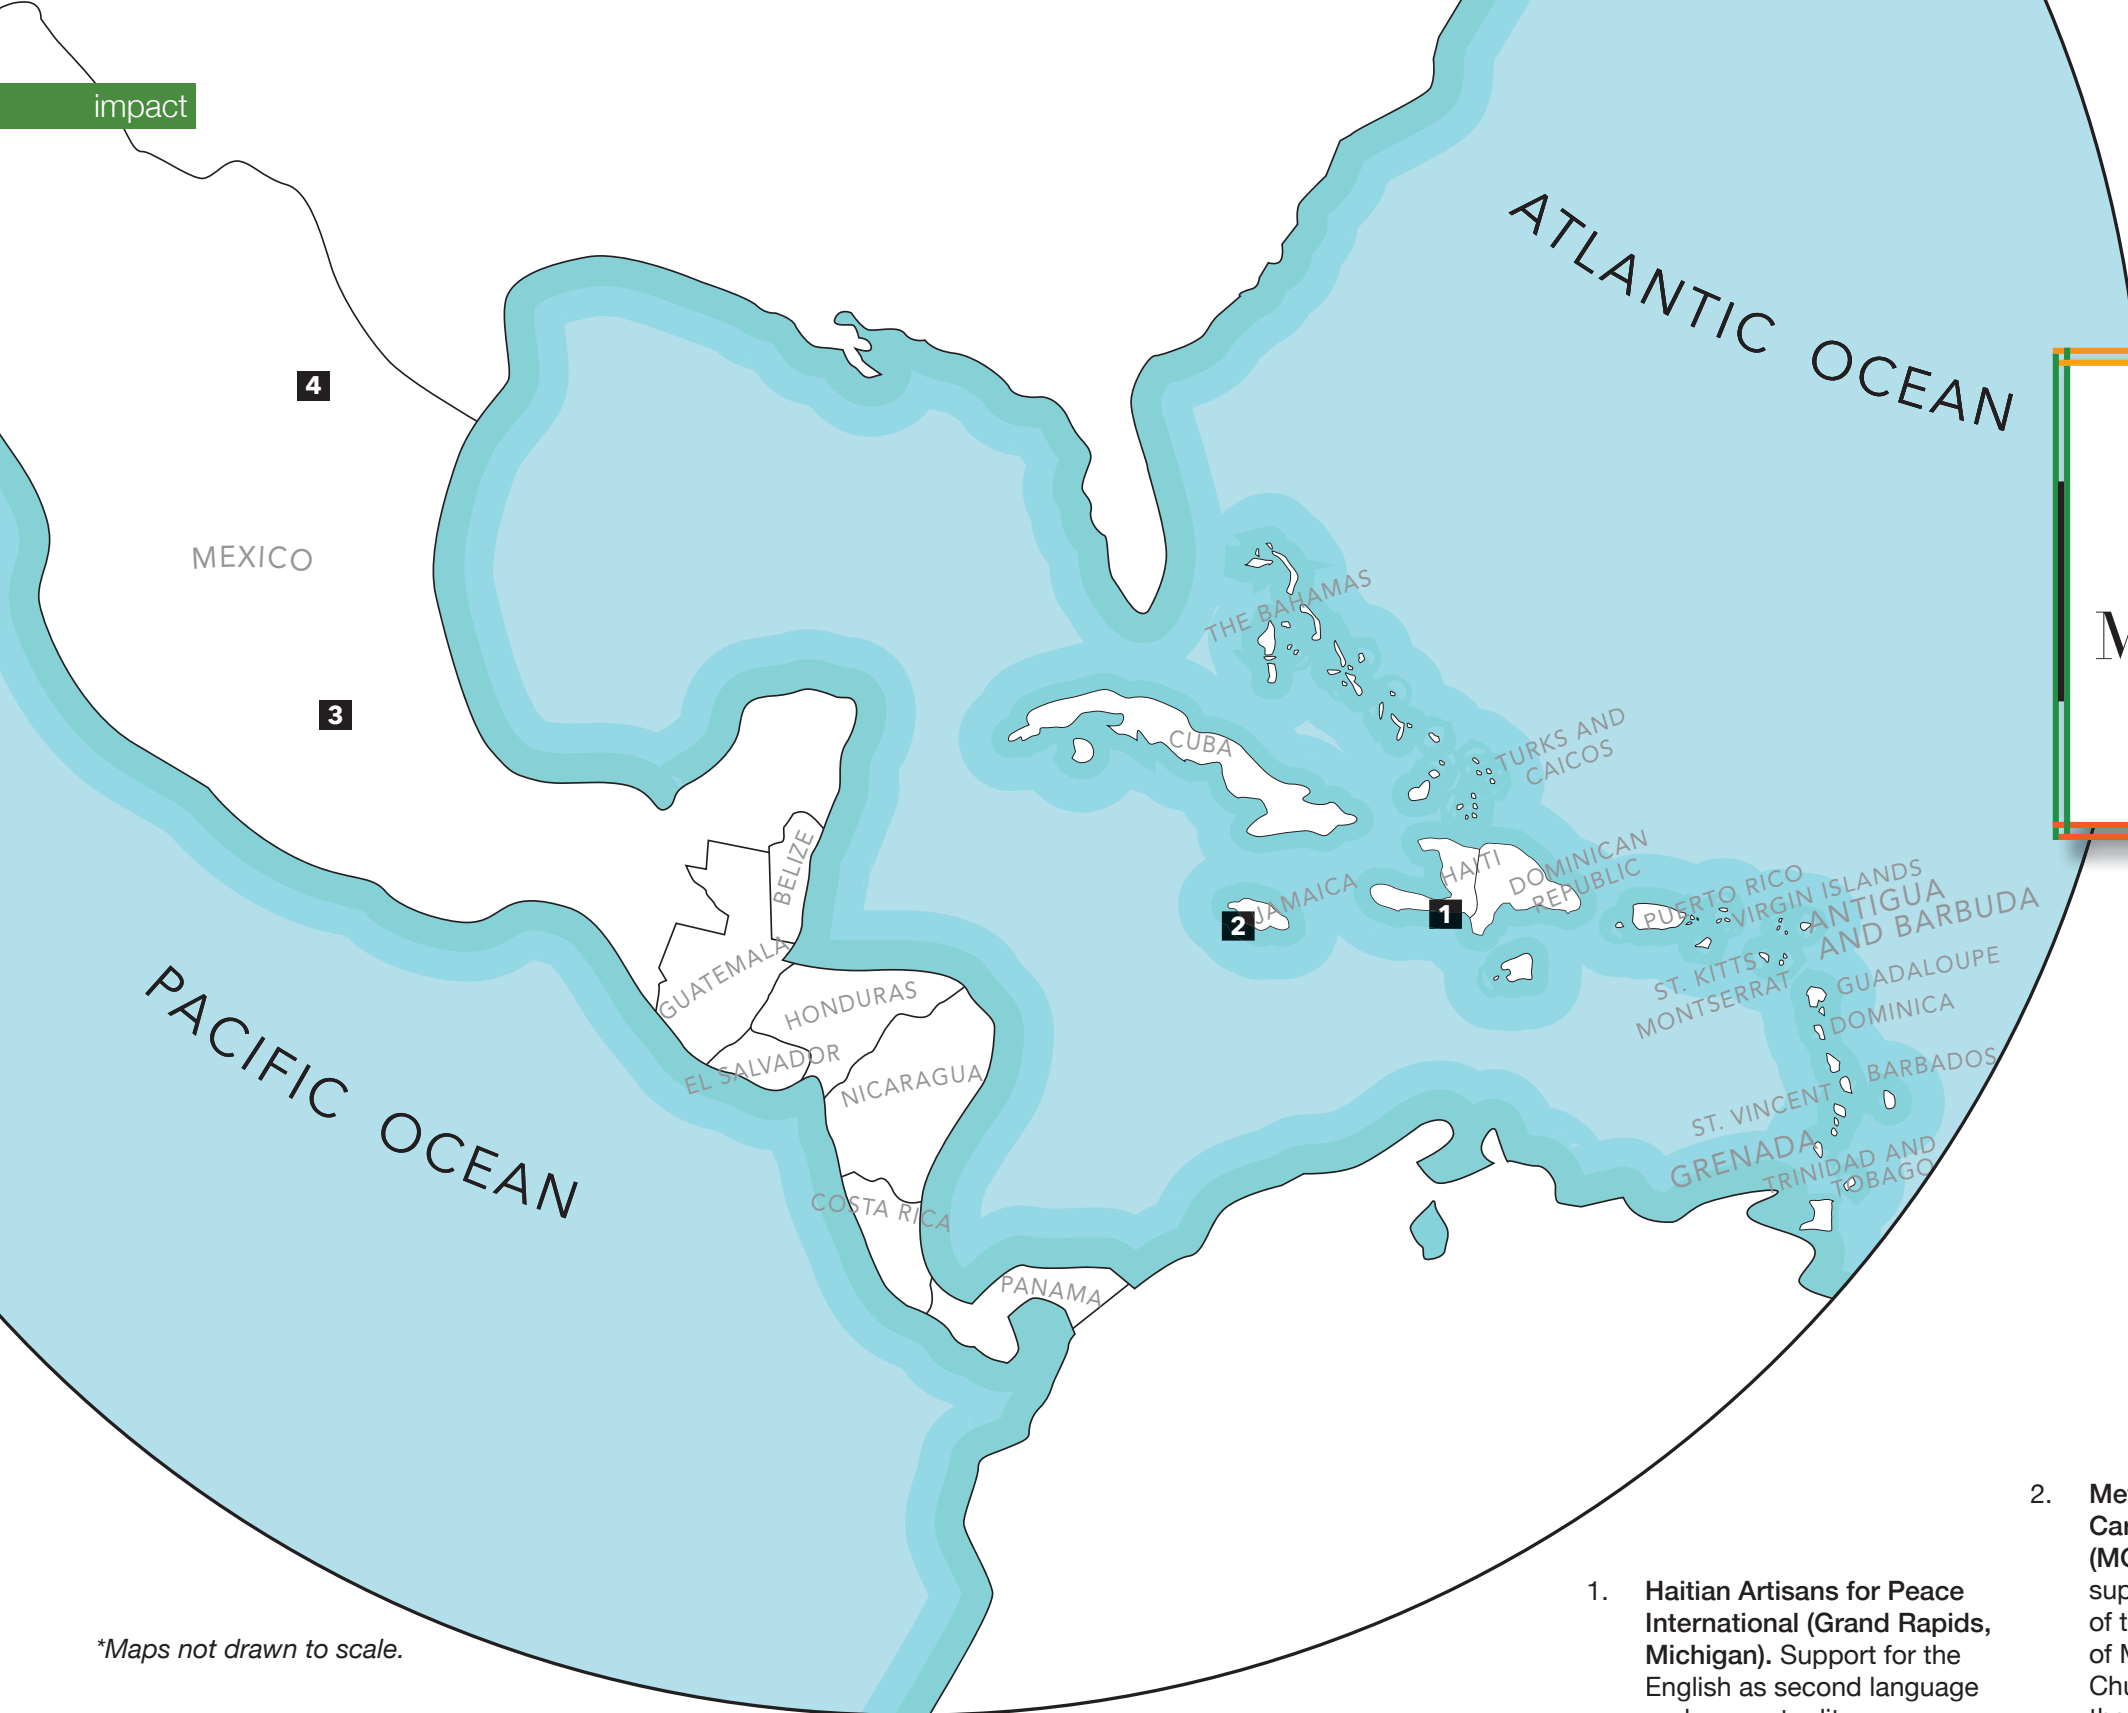 impact
ATLANTIC OCEAN
4
MEXICO
THE BAHAMAS
3
CUBA
TURKS AND
CAICOS
BELIZE
HAITI
DOMINICAN
REPUBLIC
JAMAICA
2
1
PUERTO RICO
VIRGIN ISLANDS
ANTIGUA
AND BARBUDA
GUATEMALA
ST. KITTS
MONTSERRAT
GUADALOUPE
HONDURAS
DOMINICA
PACIFIC OCEAN
EL SALVADOR
NICARAGUA
BARBADOS
ST. VINCENT
GRENADA
TRINIDAD AND
TOBAGO
COSTA RICA
PANAMA
*Maps not drawn to scale.
1. Haitian Artisans for Peace
International (Grand Rapids,
Michigan). Support for the
English as second language
2.
(MC
of t
of M